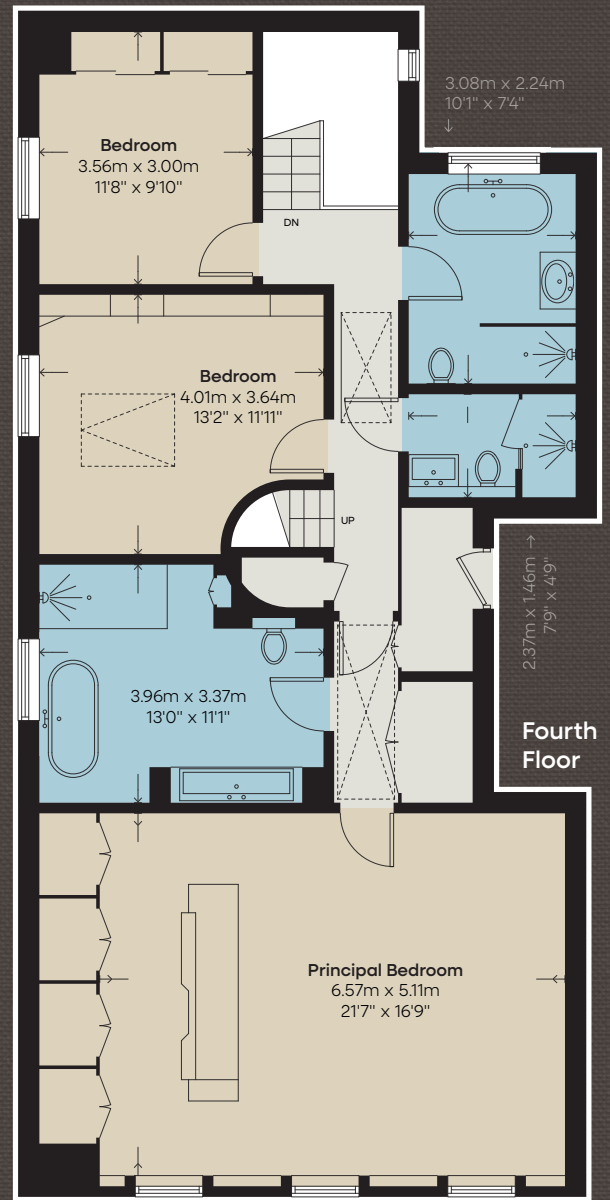 3.08m x 2.24m
10'1" x 7'4"
Bedroom
3.56m x 3.00m
11'8" x 9'10"
DN
Bedroom
4.01m x 3.64m
13'2" x 11'11"
UP
2.37m x 1.46m
7'9" x 4'9"
3.96m x 3.37m
13'0" x 11'1"
Fourth
Floor
Principal Bedroom
6.57m x 5.11m
21'7" x 16'9"